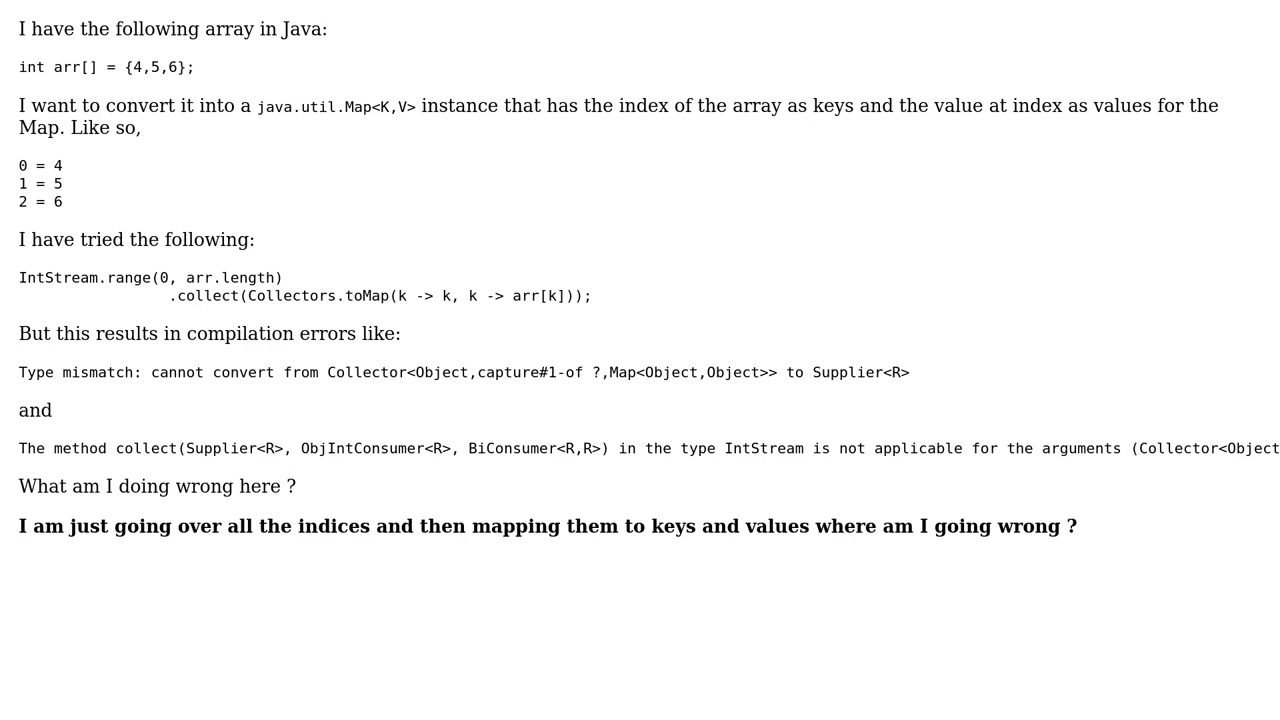 I have the following array in Java:
int arr[] = {4,5,6};
I want to convert it into a java.util.Map<K,V> instance that has the index of the array as keys and the value at index as values for the
Map. Like so,
0 = 4
1 = 5
2 = 6
I have tried the following:
IntStream.range(0, arr.length)
                 .collect(Collectors.toMap(k -> k, k -> arr[k]));
But this results in compilation errors like:
Type mismatch: cannot convert from Collector<Object,capture#1-of ?,Map<Object,Object>> to Supplier<R>
and
The method collect(Supplier<R>, ObjIntConsumer<R>, BiConsumer<R,R>) in the type IntStream is not applicable for the arguments (Collector<Object
What am I doing wrong here ?
I am just going over all the indices and then mapping them to keys and values where am I going wrong ?